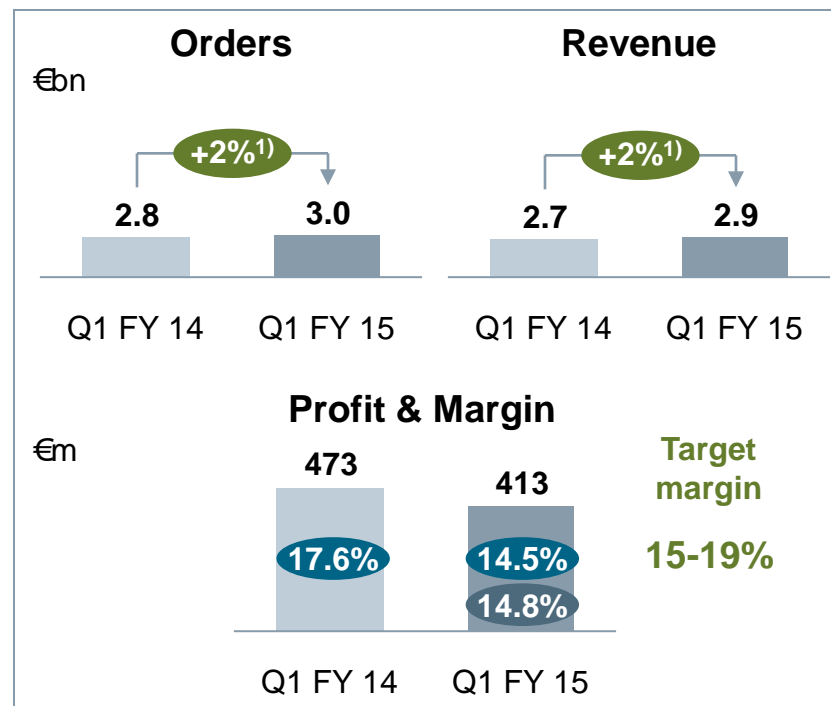 Orders
€bn
+2%1)
2.8
3.0
Q1 FY 14
Q1 FY 15
Revenue
+2%1)
2.7
2.9
Q1 FY 14
Q1 FY 15
Profit & Margin
€m
473
413
17.6%
14.5%
14.8%
Q1 FY 14
Q1 FY 15
Target
margin
15-19%